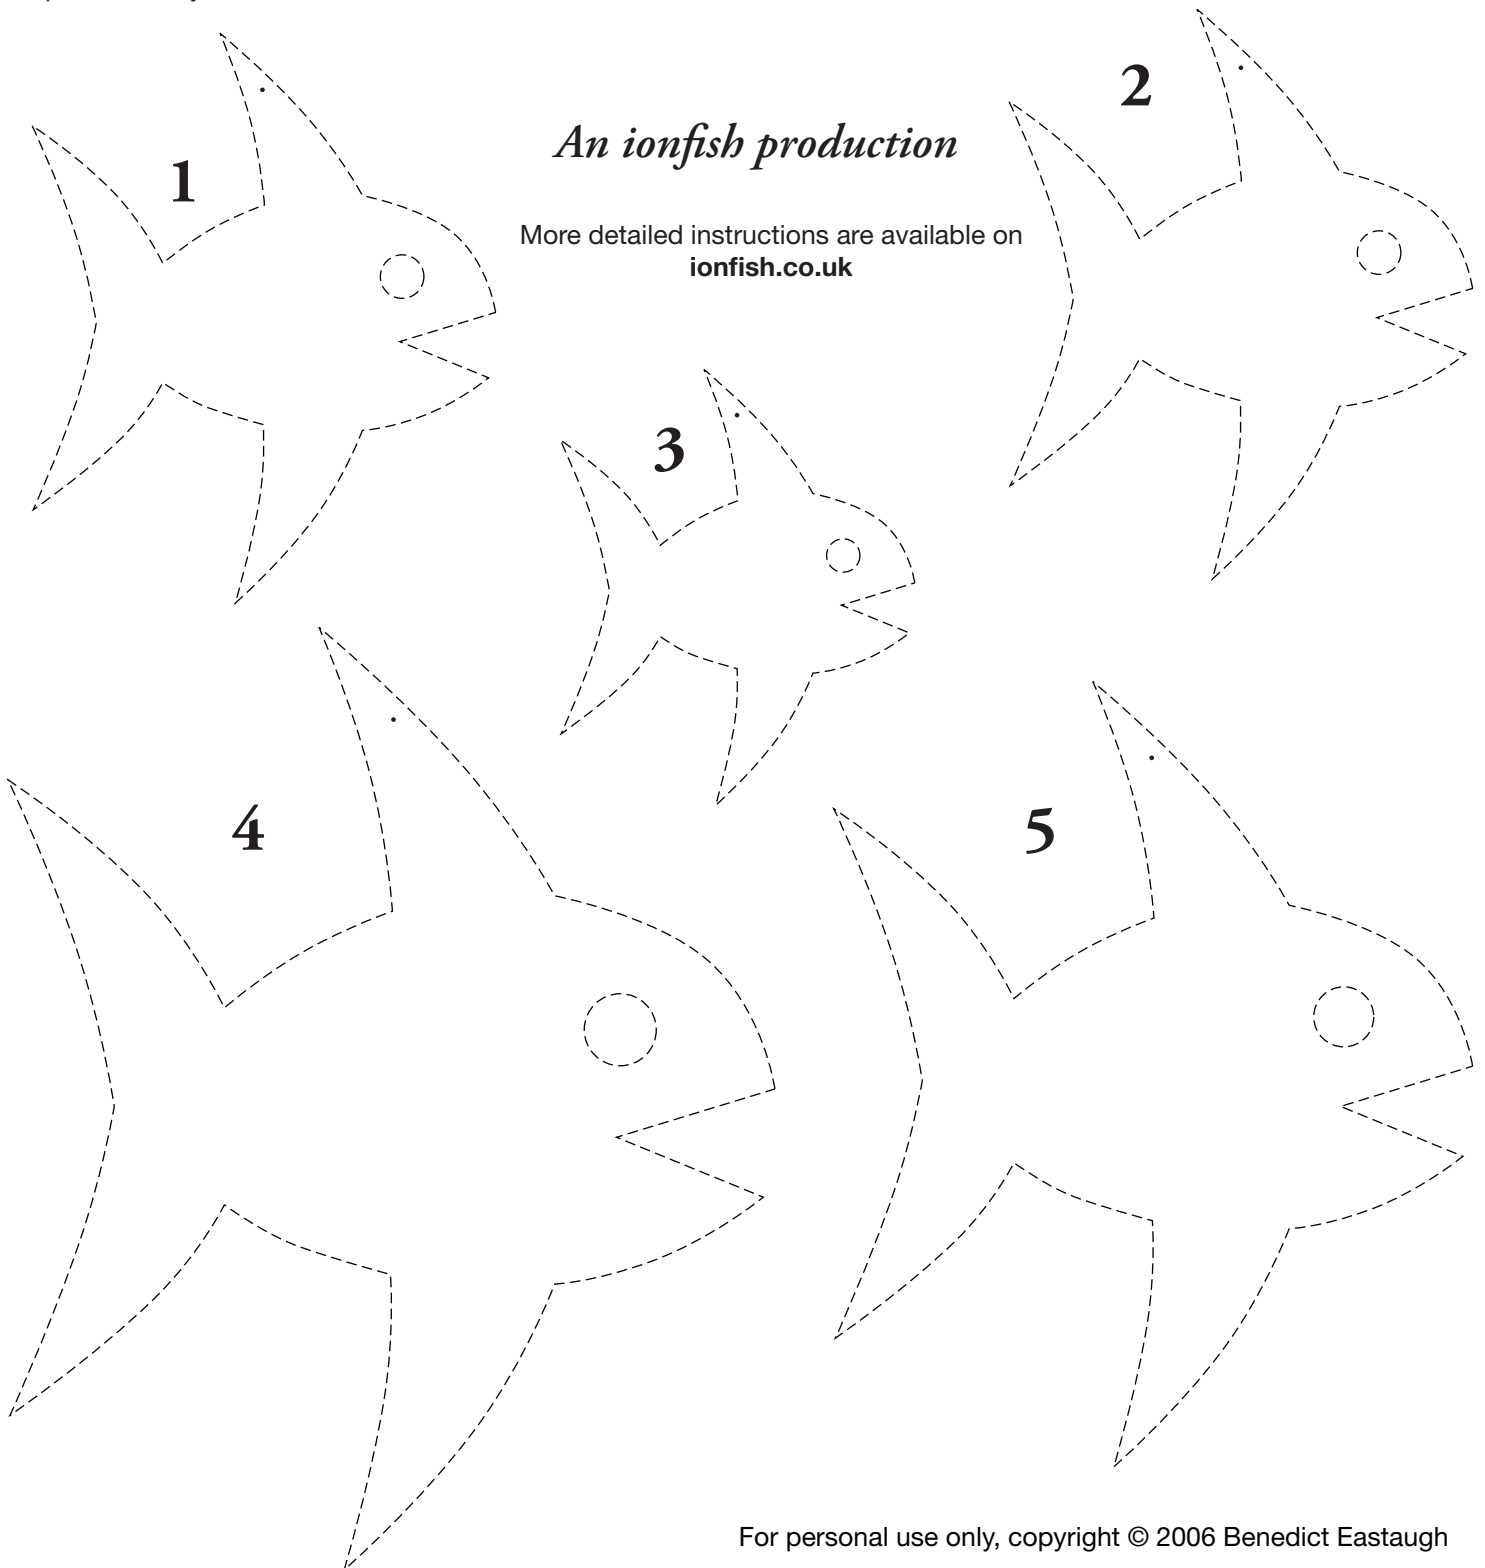 2
An ionfish production
1
More detailed instructions are available on
ionfish.co.uk
3
4
5
For personal use only, copyright © 2006 Benedict Eastaugh